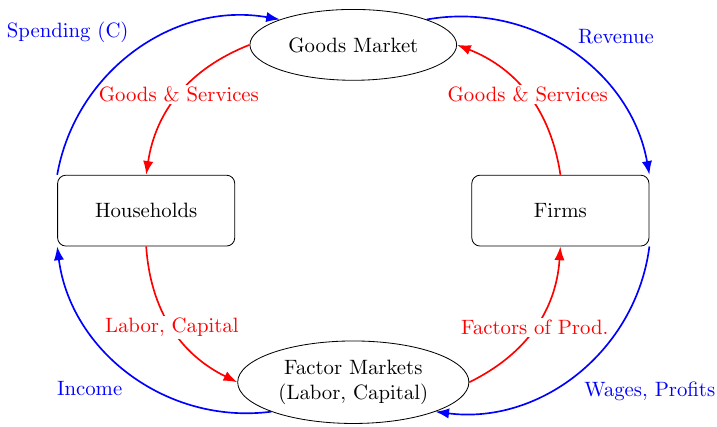 Spending (C)
Goods Market
Revenue
Goods & Services
Goods & Services
Households
Firms
Labor, Capital
Factors of Prod.
Factor Markets
(Labor, Capital)
Income
Wages, Profits